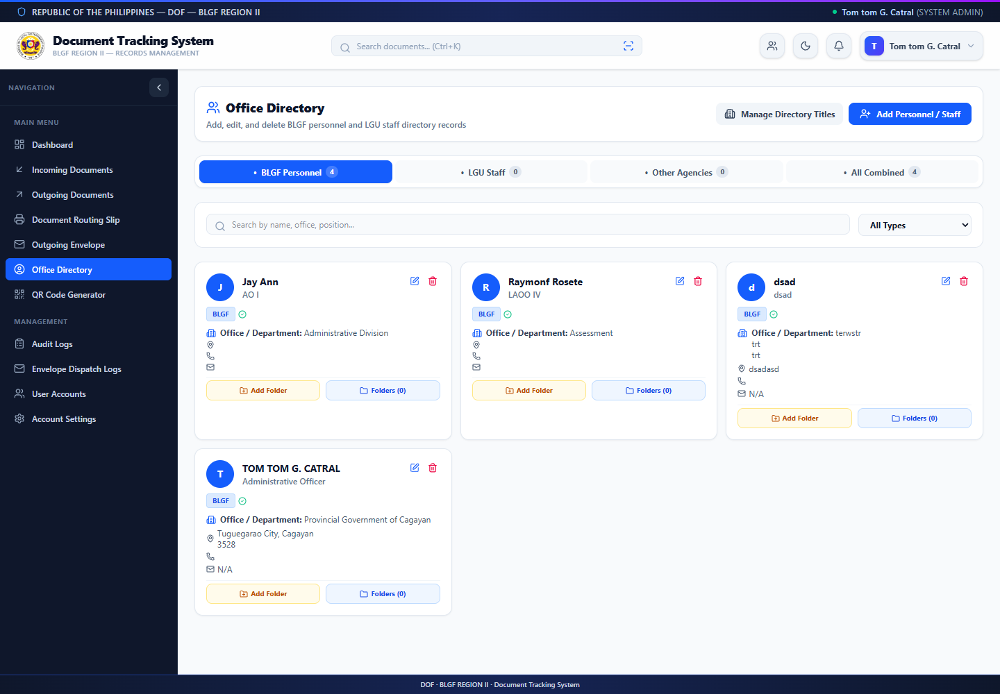 REPUBLIC OF THE PHILIPPINES — DOF — BLGF REGION II
Tom tom G. Catral (SYSTEM ADMIN)
Document Tracking System
BLGF REGION II — RECORDS MANAGEMENT
Search documents... (Ctrl+K)
T
Tom tom G. Catral
NAVIGATION
MAIN MENU
Dashboard
Incoming Documents
Outgoing Documents
Document Routing Slip
Outgoing Envelope
Office Directory
QR Code Generator
MANAGEMENT
Audit Logs
Envelope Dispatch Logs
User Accounts
Account Settings
Office Directory
Add, edit, and delete BLGF personnel and LGU staff directory records
Manage Directory Titles
Add Personnel / Staff
• BLGF Personnel 4
• LGU Staff 0
• Other Agencies 0
• All Combined 4
Search by name, office, position...
All Types
J
Jay Ann
AO I
BLGF
Office / Department: Administrative Division
Add Folder
Folders (0)
R
Raymonf Rosete
LAOO IV
BLGF
Office / Department: Assessment
Add Folder
Folders (0)
d
dsad
dsad
BLGF
Office / Department: terwstr
trt
trt
dsadasd
N/A
Add Folder
Folders (0)
T
TOM TOM G. CATRAL
Administrative Officer
BLGF
Office / Department: Provincial Government of Cagayan
Tuguegarao City, Cagayan
3528
N/A
Add Folder
Folders (0)
DOF · BLGF REGION II · Document Tracking System